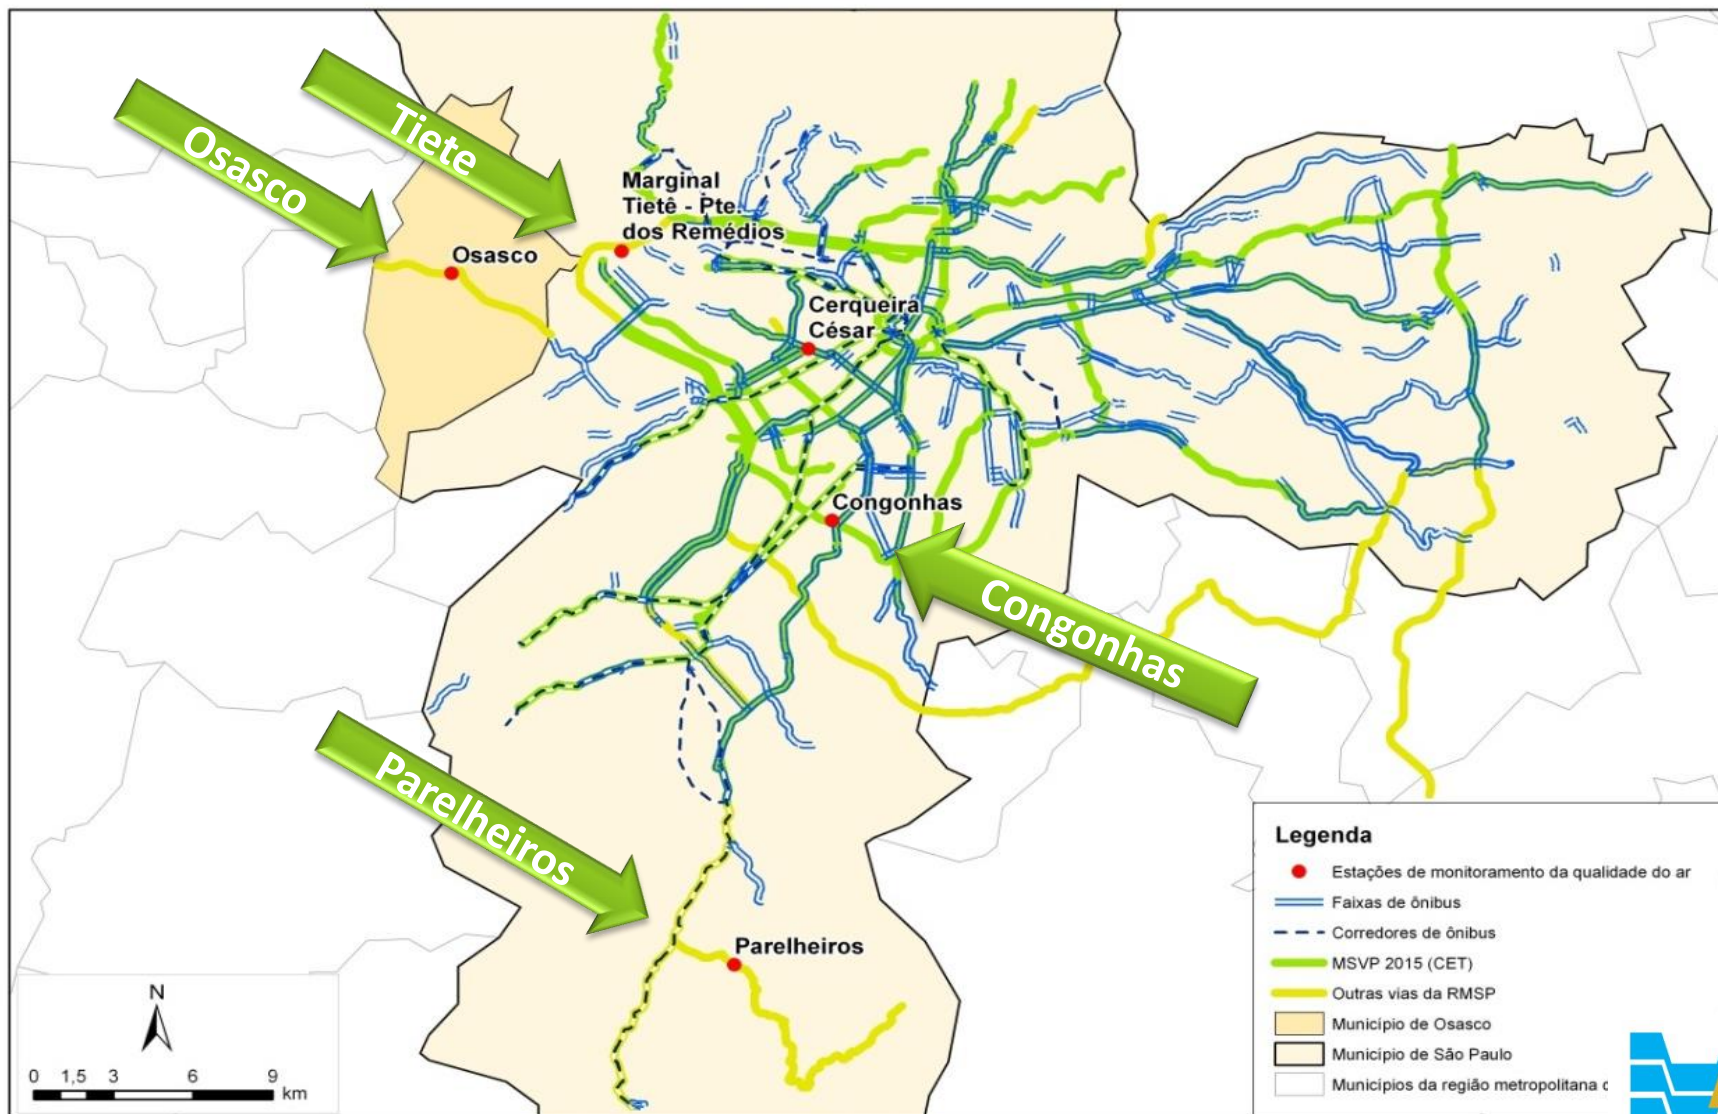 Tiete
Osasco
Marginal
Tietê - Pte.
dos Remédios
Osasco
Cerqueira
César
Congonhas
Congonhas
Parelheiros
Parelheiros
Legenda
Estações de monitoramento da qualidade do ar
Faixas de ônibus
Corredores de ônibus
MSVP 2015 (CET)
Outras vias da RMSP
Município de Osasco
Município de São Paulo
Municípios da região metropolitana
N
0 1,5 3 6 9
km